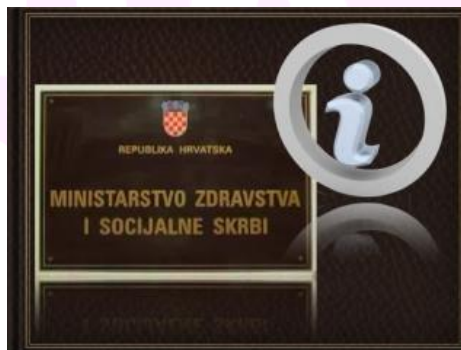 REPUBLIKA HRVATSKA
MINISTARSTVO ZDRAVSTVA
I SOCIJALNE SKRBI
i